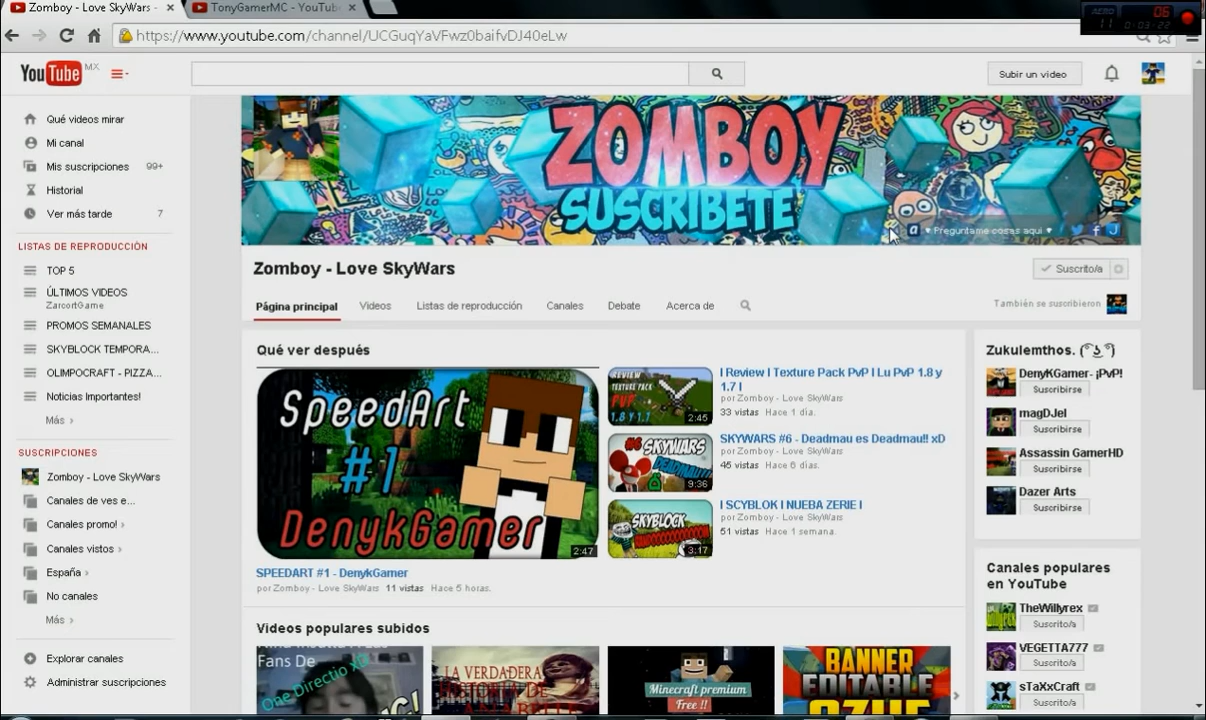 Zomboy - Love SkyWars -
TonyGamerMC - YouTube
AERO
06
11
0:03:22
https://www.youtube.com/channel/UCGuqYaVFwz0baifvDJ40eLw
YouTube MX
Subir un video
Qué videos mirar
Mi canal
Mis suscripciones 99+
Historial
Ver más tarde 7
LISTAS DE REPRODUCCIÓN
TOP 5
ÚLTIMOS VIDEOS
ZarcortGame
PROMOS SEMANALES
SKYBLOCK TEMPORA...
OLIMPOCRAFT - PIZZA...
Noticias Importantes!
Más ›
SUSCRIPCIONES
Zomboy - Love SkyWars
Canales de ves e...
Canales promo! ›
Canales vistos ›
España ›
No canales
Más ›
Explorar canales
Administrar suscripciones
ZOMBOY
SUSCRIBETE
a ♥ Preguntame cosas aqui ♥
Zomboy - Love SkyWars
Suscrito/a
Página principal
Videos
Listas de reproducción
Canales
Debate
Acerca de
También se suscribieron
Qué ver después
SpeedArt
#1
DenykGamer
2:47
SPEEDART #1 - DenykGamer
por Zomboy - Love SkyWars 11 vistas Hace 5 horas.
REVIEW
TEXTURE PACK
PVP
1.8 Y 1.7
2:45
I Review I Texture Pack PvP I Lu PvP 1.8 y
1.7 I
por Zomboy - Love SkyWars
33 vistas Hace 1 día.
#6 SKYWARS
DEADMAU
9:36
SKYWARS #6 - Deadmau es Deadmau!! xD
por Zomboy - Love SkyWars
46 vistas Hace 6 días.
SKYBLOCK
3:17
I SCYBLOK I NUEBA ZERIE I
por Zomboy - Love SkyWars
51 vistas Hace 1 semana.
Videos populares subidos
Fans De
One Directio XD
LA VERDADERA
HISTORIA DE
Minecraft premium
Free !!
BANNER
EDITABLE
Zukulemthos. ( ͡° ͜ʖ ͡°)
DenyKGamer- ¡PvP!
Suscribirse
magDJel
Suscribirse
Assassin GamerHD
Suscribirse
Dazer Arts
Suscribirse
Canales populares
en YouTube
TheWillyrex
Suscrito/a
VEGETTA777
Suscrito/a
sTaXxCraft
Suscrito/a